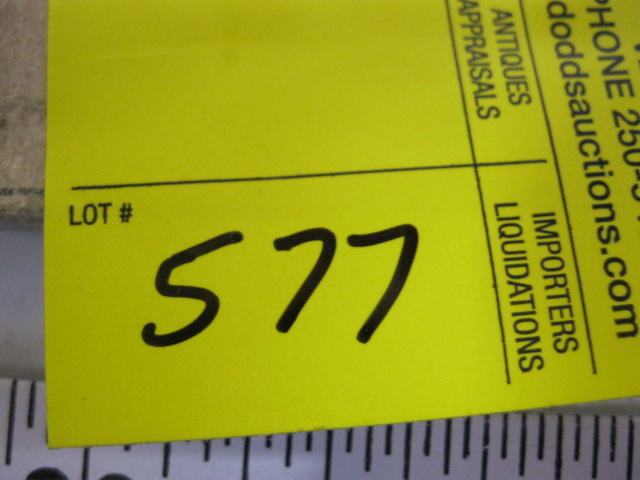 LOT #
577
ANTIQUES
APPRAISALS
IMPORTERS
LIQUIDATIONS
PHONE 250-
doddsauctions.com